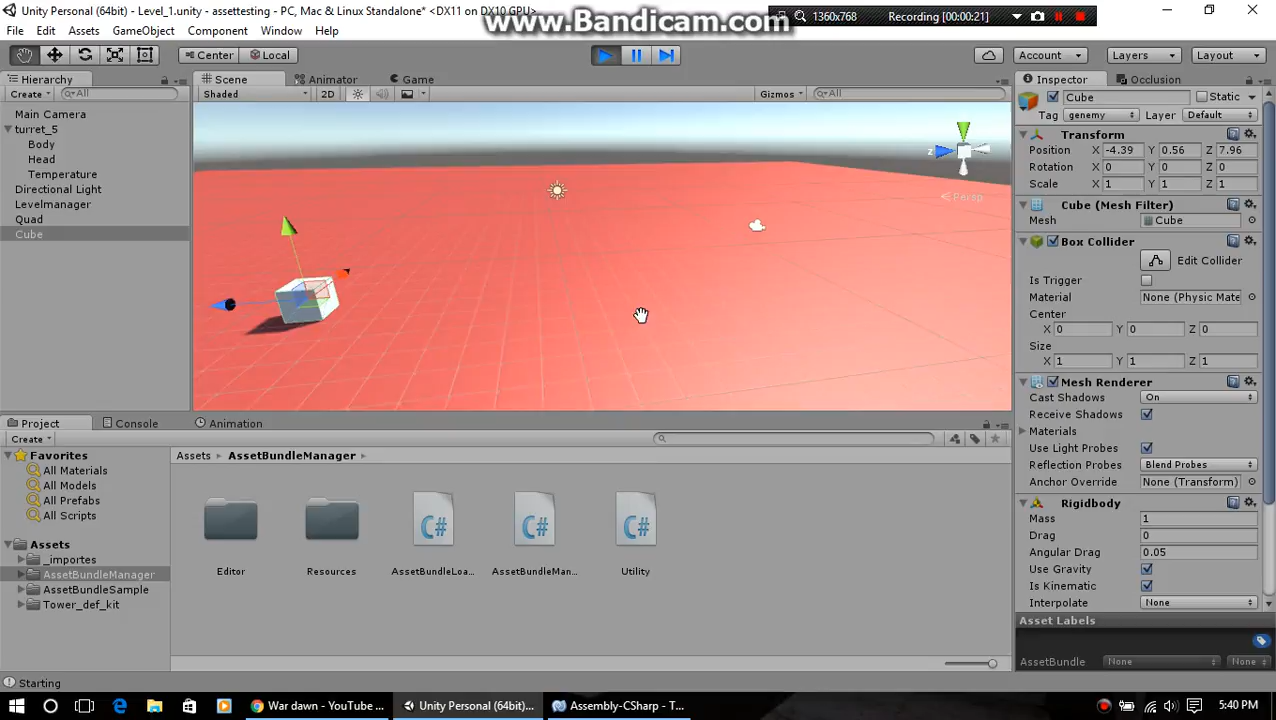 Unity Personal (64bit) - Level_1.unity - assettesting - PC, Mac & Linux Standalone* <DX11 on DX10 GPU>
www.Bandicam.com
1360x768 Recording [00:00:21]
File Edit Assets GameObject Component Window Help
Center Local Account Layers Layout
Hierarchy Scene Animator Game Inspector Occlusion
Create All Shaded 2D Gizmos All
Cube Static
Tag genemy Layer Default
Main Camera
turret_5
Body
Head
Temperature
Directional Light
Levelmanager
Quad
Cube
z
Persp
Transform
Position X -4.39 Y 0.56 Z 7.96
Rotation X 0 Y 0 Z 0
Scale X 1 Y 1 Z 1
Cube (Mesh Filter)
Mesh Cube
Box Collider
Edit Collider
Is Trigger
Material None (Physic Mate
Center
X 0 Y 0 Z 0
Size
X 1 Y 1 Z 1
Mesh Renderer
Cast Shadows On
Receive Shadows
Materials
Use Light Probes
Reflection Probes Blend Probes
Anchor Override None (Transform)
Rigidbody
Mass 1
Drag 0
Angular Drag 0.05
Use Gravity
Is Kinematic
Interpolate None
Asset Labels
AssetBundle None None
Project Console Animation
Create
Favorites
All Materials
All Models
All Prefabs
All Scripts
Assets
_importes
AssetBundleManager
AssetBundleSample
Tower_def_kit
Assets AssetBundleManager
C# C# C#
Editor Resources AssetBundleLoa... AssetBundleMan... Utility
Starting
War dawn - YouTube ... Unity Personal (64bit)... Assembly-CSharp - T...
5:40 PM